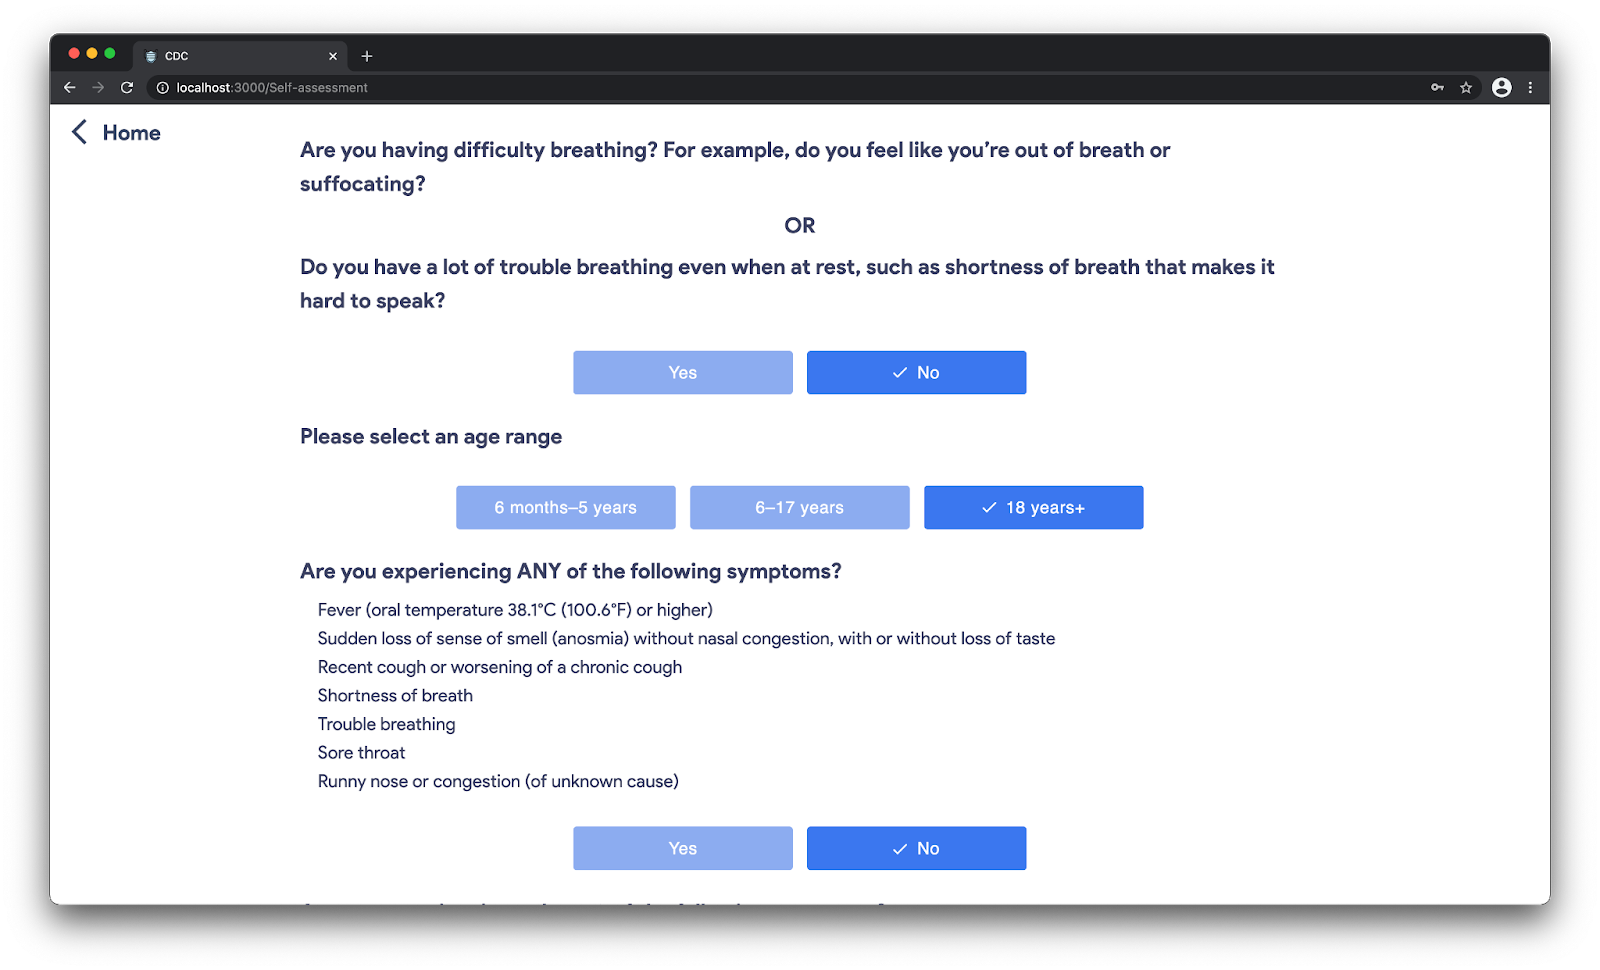 CDC
localhost:3000/Self-assessment
Home
Are you having difficulty breathing? For example, do you feel like you’re out of breath or
suffocating?
OR
Do you have a lot of trouble breathing even when at rest, such as shortness of breath that makes it
hard to speak?
Yes
No
Please select an age range
6 months–5 years
6–17 years
18 years+
Are you experiencing ANY of the following symptoms?
Fever (oral temperature 38.1°C (100.6°F) or higher)
Sudden loss of sense of smell (anosmia) without nasal congestion, with or without loss of taste
Recent cough or worsening of a chronic cough
Shortness of breath
Trouble breathing
Sore throat
Runny nose or congestion (of unknown cause)
Yes
No